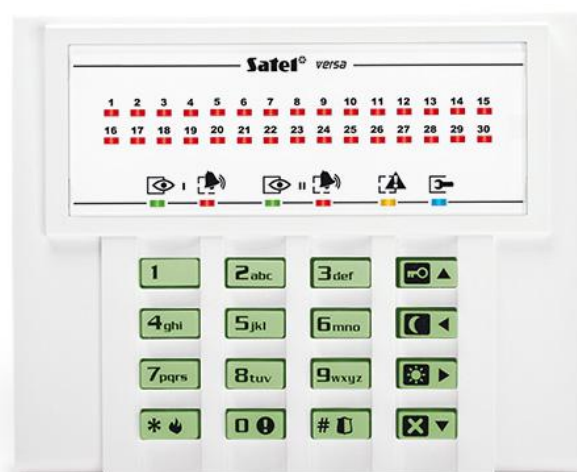 Satel versa
1 2 3 4 5 6 7 8 9 10 11 12 13 14 15
16 17 18 19 20 21 22 23 24 25 26 27 28 29 30
I II
1 2abc 3def
4ghi 5jkl 6mno
7pqrs 8tuv 9wxyz
* 0 #